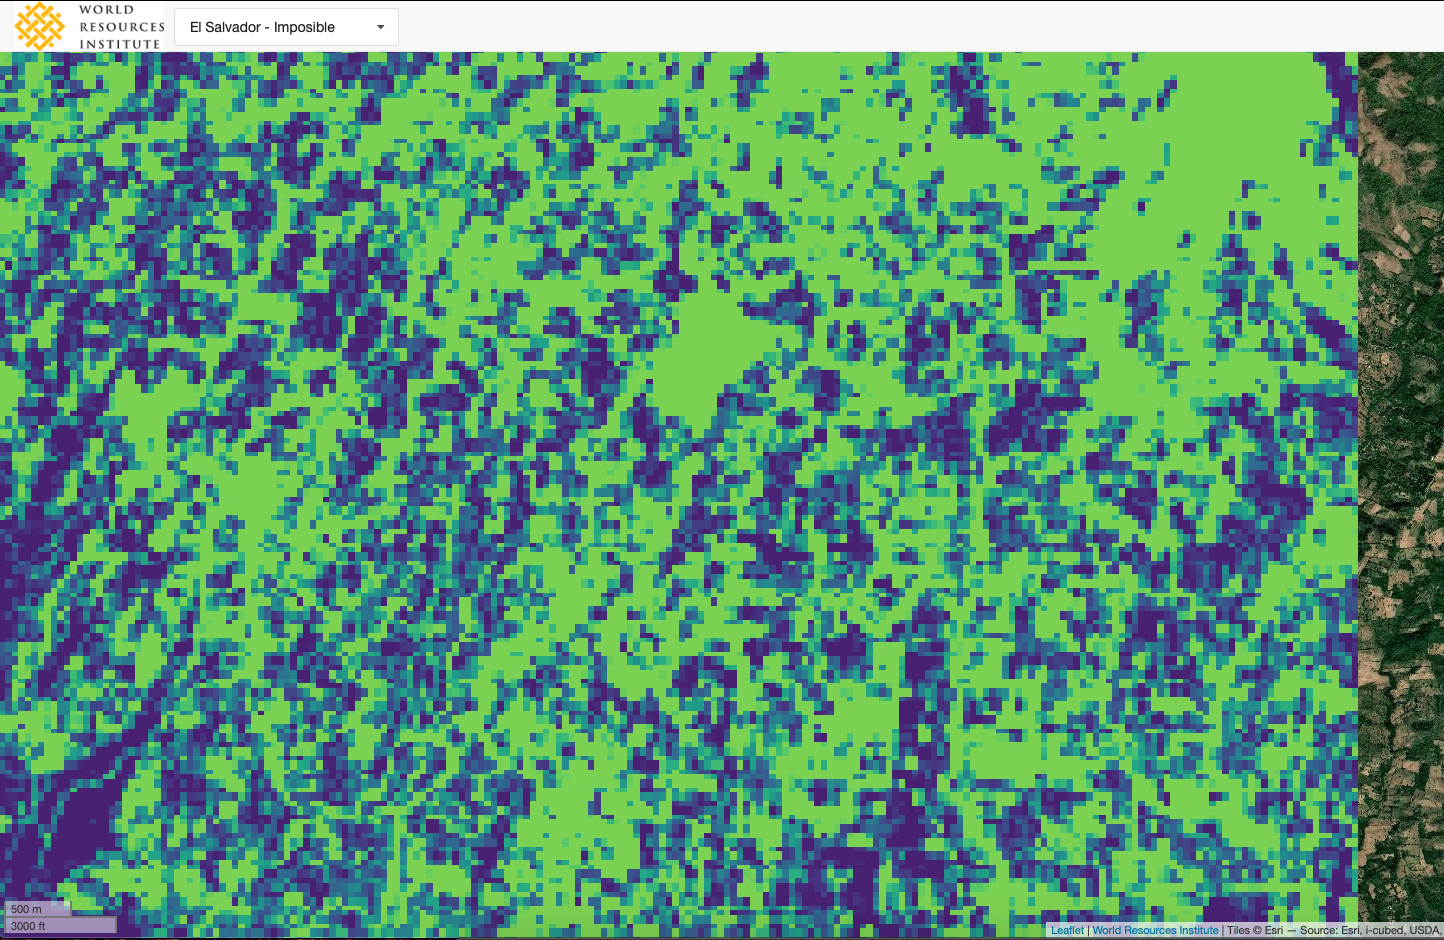 WORLD
RESOURCES
INSTITUTE
El Salvador - Imposible
500 m
3000 ft
Leaflet | World Resources Institute | Tiles © Esri — Source: Esri, i-cubed, USDA,